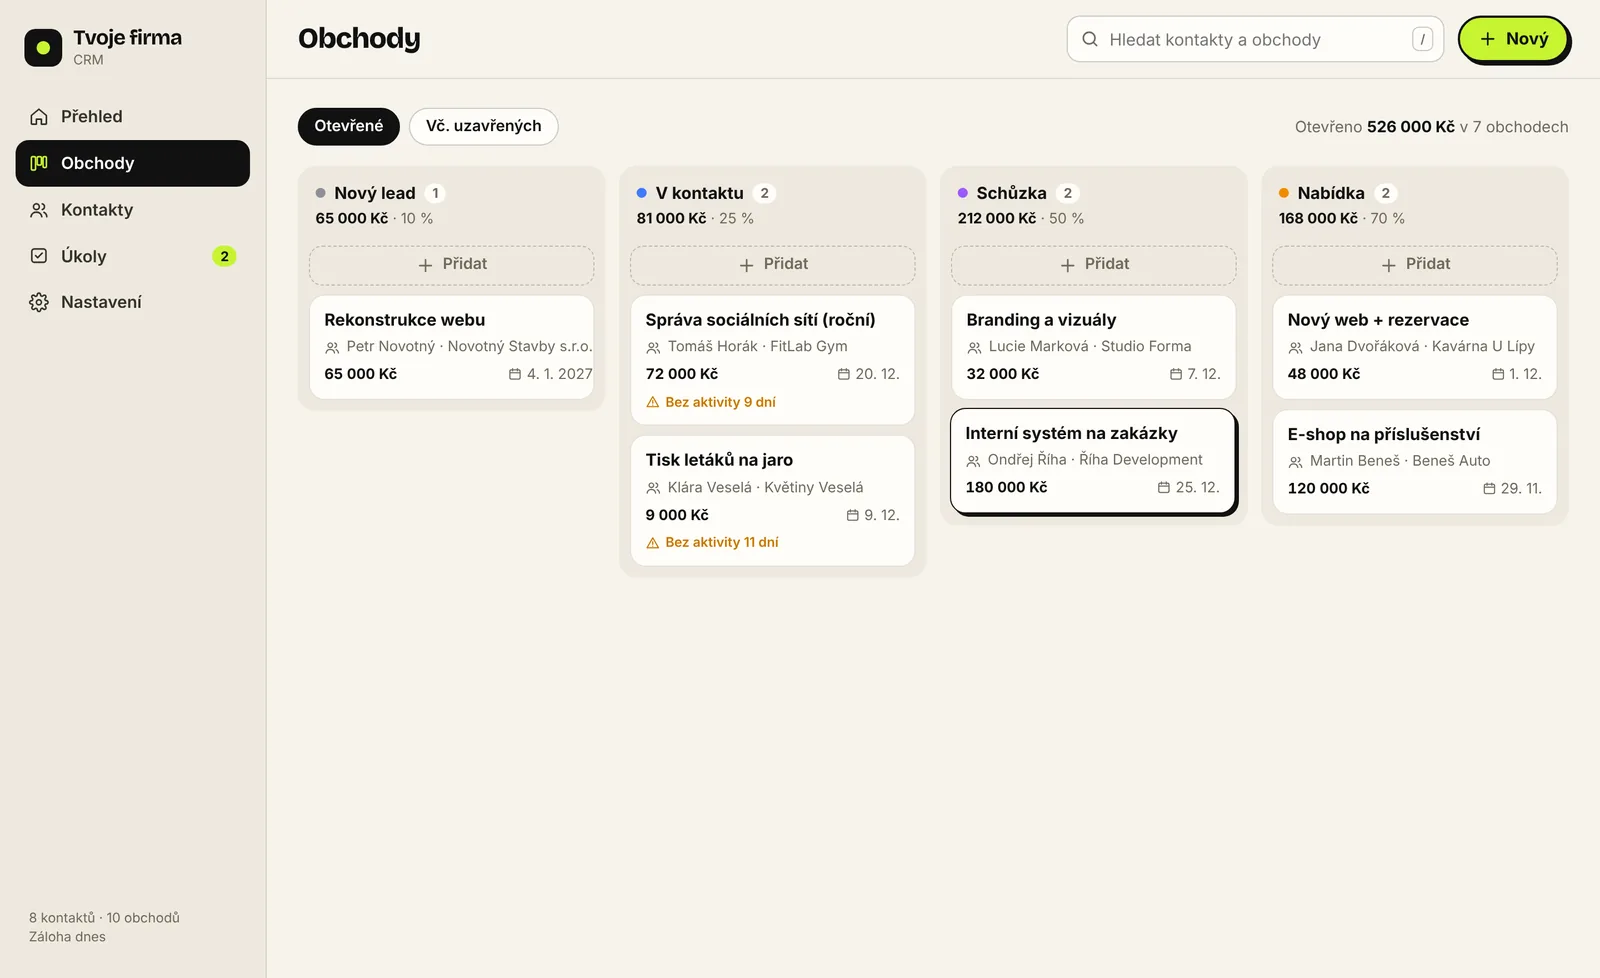 Tvoje firma
CRM
Přehled
Obchody
Kontakty
Úkoly 2
Nastavení
8 kontaktů · 10 obchodů
Záloha dnes
Obchody
Hledat kontakty a obchody /
+ Nový
Otevřené
Vč. uzavřených
Otevřeno 526 000 Kč v 7 obchodech
Nový lead 1
65 000 Kč · 10 %
+ Přidat
Rekonstrukce webu
Petr Novotný · Novotný Stavby s.r.o.
65 000 Kč 4. 1. 2027
V kontaktu 2
81 000 Kč · 25 %
+ Přidat
Správa sociálních sítí (roční)
Tomáš Horák · FitLab Gym
72 000 Kč 20. 12.
Bez aktivity 9 dní
Tisk letáků na jaro
Klára Veselá · Květiny Veselá
9 000 Kč 9. 12.
Bez aktivity 11 dní
Schůzka 2
212 000 Kč · 50 %
+ Přidat
Branding a vizuály
Lucie Marková · Studio Forma
32 000 Kč 7. 12.
Interní systém na zakázky
Ondřej Říha · Říha Development
180 000 Kč 25. 12.
Nabídka 2
168 000 Kč · 70 %
+ Přidat
Nový web + rezervace
Jana Dvořáková · Kavárna U Lípy
48 000 Kč 1. 12.
E-shop na příslušenství
Martin Beneš · Beneš Auto
120 000 Kč 29. 11.